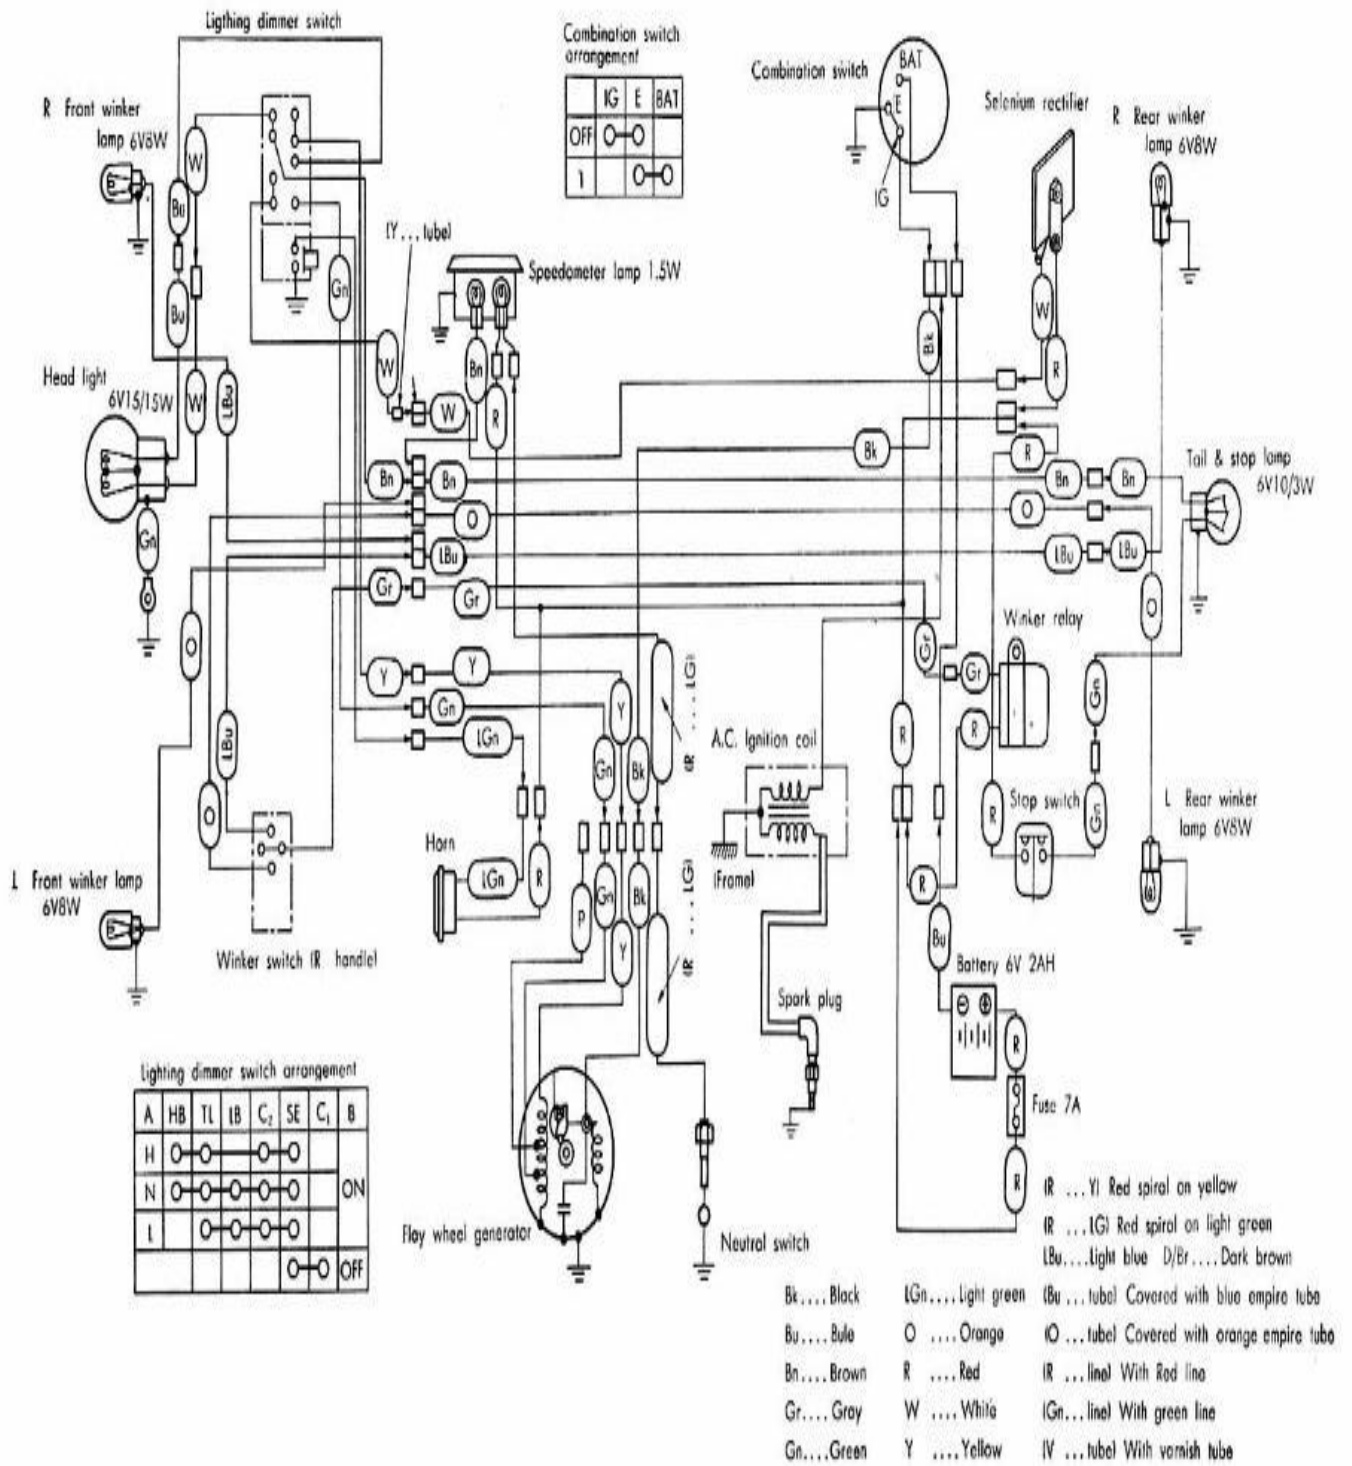 Ligthing dimmer switch
Combination switch
arrangement
IG E BAT
OFF
1
Combination switch
BAT
E
IG
Selenium rectifier
R Rear winker
lamp 6V8W
R Front winker
lamp 6V8W
W
Bu
(Y...tube)
Speedometer lamp 1.5W
Gn
Bu
W
Bk
W
R
W
Bn
R
Head light
6V15/15W
W
LBu
W
Bk
R
Bn
Bn
Bn
Bn
Tail & stop lamp
6V10/3W
O
O
Gn
LBu
LBu
LBu
Gr
Gr
O
O
Winker relay
Gr
Gr
Y
Y
Gn
Y
Gn
(R ....LG)
LBu
LGn
Gn
Bk
A.C. Ignition coil
R
R
O
R
Stop switch
Gn
L Rear winker
lamp 6V8W
Horn
LGn
R
P
Gn
Bk
Y
(R ....LG)
(Frame)
R
Bu
L Front winker lamp
6V8W
Winker switch (R. handle)
Battery 6V 2AH
Spark plug
R
Fuse 7A
R
Lighting dimmer switch arrangement
A HB TL LB C2 SE C1 B
H
N ON
L
OFF
Flay wheel generator
Neutral switch
(R ...Y) Red spiral on yellow
(R ...LG) Red spiral on light green
LBu....Light blue D/Br....Dark brown
Bk....Black LGn....Light green (Bu ...tube) Covered with blue empire tube
Bu....Bule O ....Orange (O ...tube) Covered with orange empire tube
Bn....Brown R ....Red (R ...line) With Red line
Gr....Gray W ....White (Gn...line) With green line
Gn....Green Y ....Yellow (V ...tube) With varnish tube